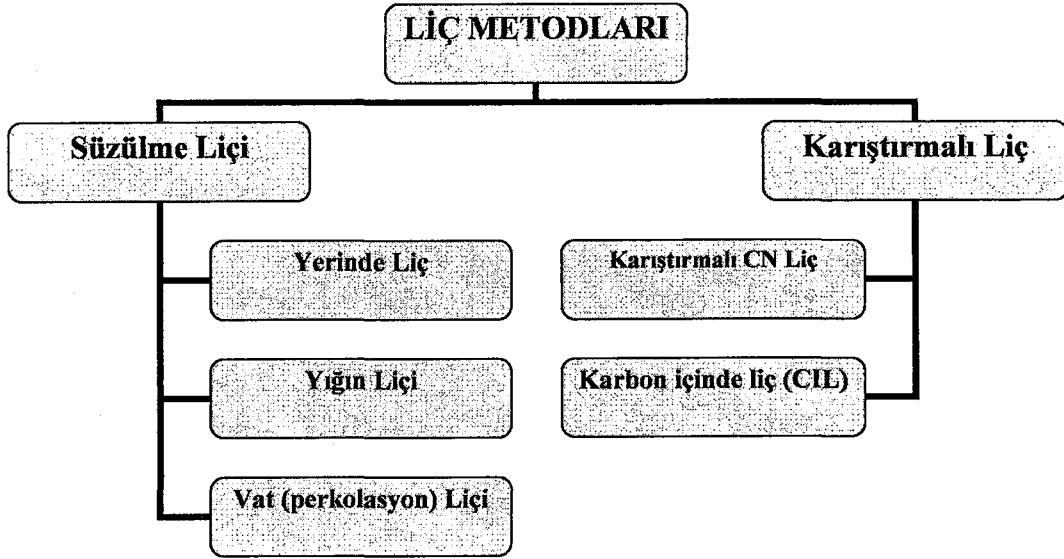 LİÇ METODLARI
Süzülme Liçi
Karıştırmalı Liç
Yerinde Liç
Yığın Liçi
Vat (perkolasyon) Liçi
Karıştırmalı CN Liç
Karbon içinde liç (CIL)